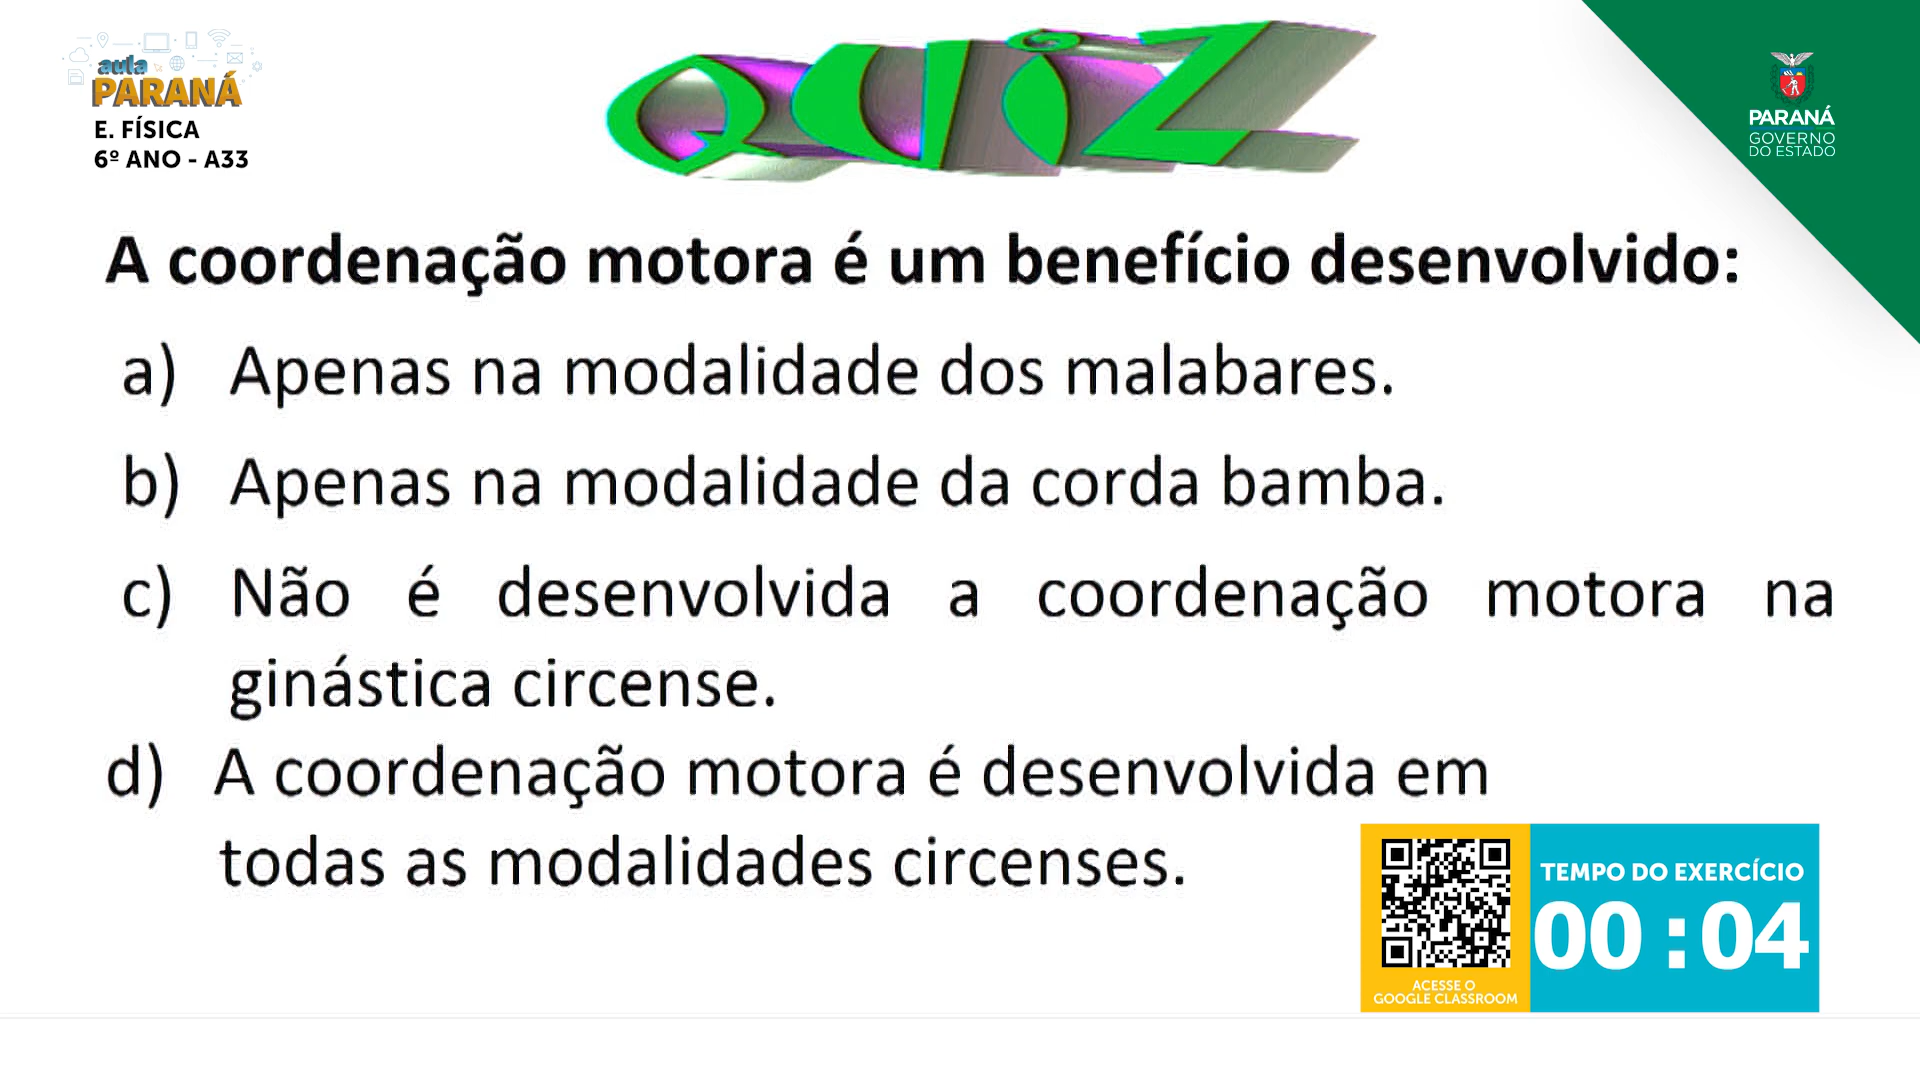 aula
PARANÁ
E. FÍSICA
6º ANO - A33
QUIZ
PARANÁ
GOVERNO
DO ESTADO
A coordenação motora é um benefício desenvolvido:
a) Apenas na modalidade dos malabares.
b) Apenas na modalidade da corda bamba.
c) Não é desenvolvida a coordenação motora na
ginástica circense.
d) A coordenação motora é desenvolvida em
todas as modalidades circenses.
TEMPO DO EXERCÍCIO
00:04
ACESSE O
GOOGLE CLASSROOM